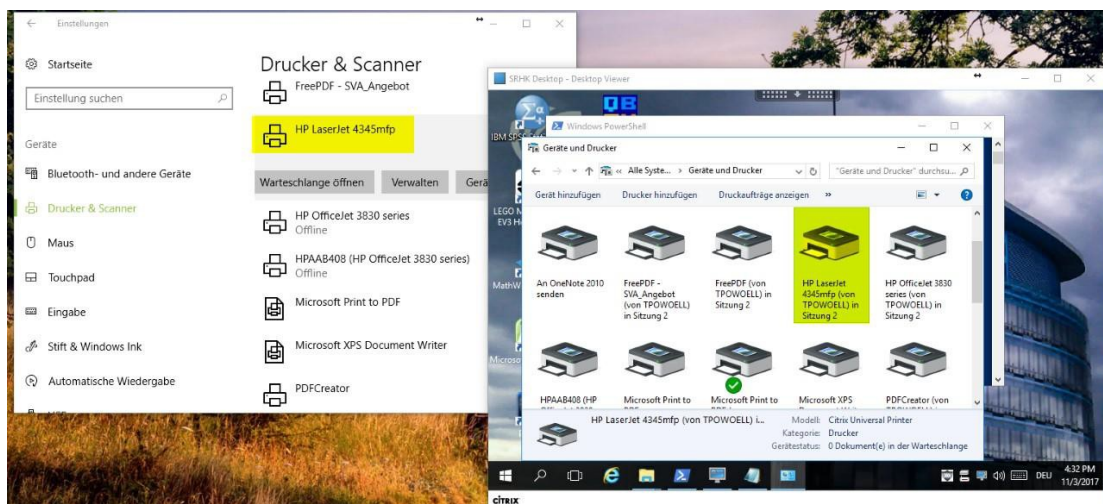 Einstellungen
Startseite
Einstellung suchen
Geräte
Bluetooth- und andere Geräte
Drucker & Scanner
Maus
Touchpad
Eingabe
Stift & Windows Ink
Automatische Wiedergabe
Drucker & Scanner
FreePDF - SVA_Angebot
HP LaserJet 4345mfp
Warteschlange öffnen Verwalten Gerä
HP OfficeJet 3830 series
Offline
HPAAB408 (HP OfficeJet 3830 series)
Offline
Microsoft Print to PDF
Microsoft XPS Document Writer
PDFCreator
SRHK Desktop - Desktop Viewer
IBM SPSS
LEGO M
EV3 H
MathW
Microso
Windows PowerShell
Geräte und Drucker
« Alle Syste... > Geräte und Drucker
"Geräte und Drucker" durchsu...
Gerät hinzufügen Drucker hinzufügen Druckaufträge anzeigen »
An OneNote 2010
senden
FreePDF -
SVA_Angebot
(von TPOWOELL)
in Sitzung 2
FreePDF (von
TPOWOELL) in
Sitzung 2
HP LaserJet
4345mfp (von
TPOWOELL) in
Sitzung 2
HP OfficeJet 3830
series (von
TPOWOELL) in
Sitzung 2
HPAAB408 (HP
Microsoft Print to
Microsoft Print to
Microsoft XPS
PDFCreator (von
HP LaserJet 4345mfp (von TPOWOELL) i...
Modell: Citrix Universal Printer
Kategorie: Drucker
Gerätestatus: 0 Dokument(e) in der Warteschlange
DEU
4:32 PM
11/3/2017
CITRIX